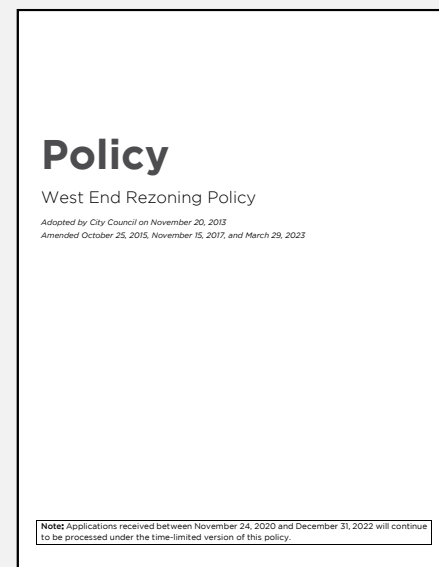 Policy
West End Rezoning Policy
Adopted by City Council on November 20, 2013
Amended October 25, 2015, November 15, 2017, and March 29, 2023
Note: Applications received between November 24, 2020 and December 31, 2022 will continue
to be processed under the time-limited version of this policy.